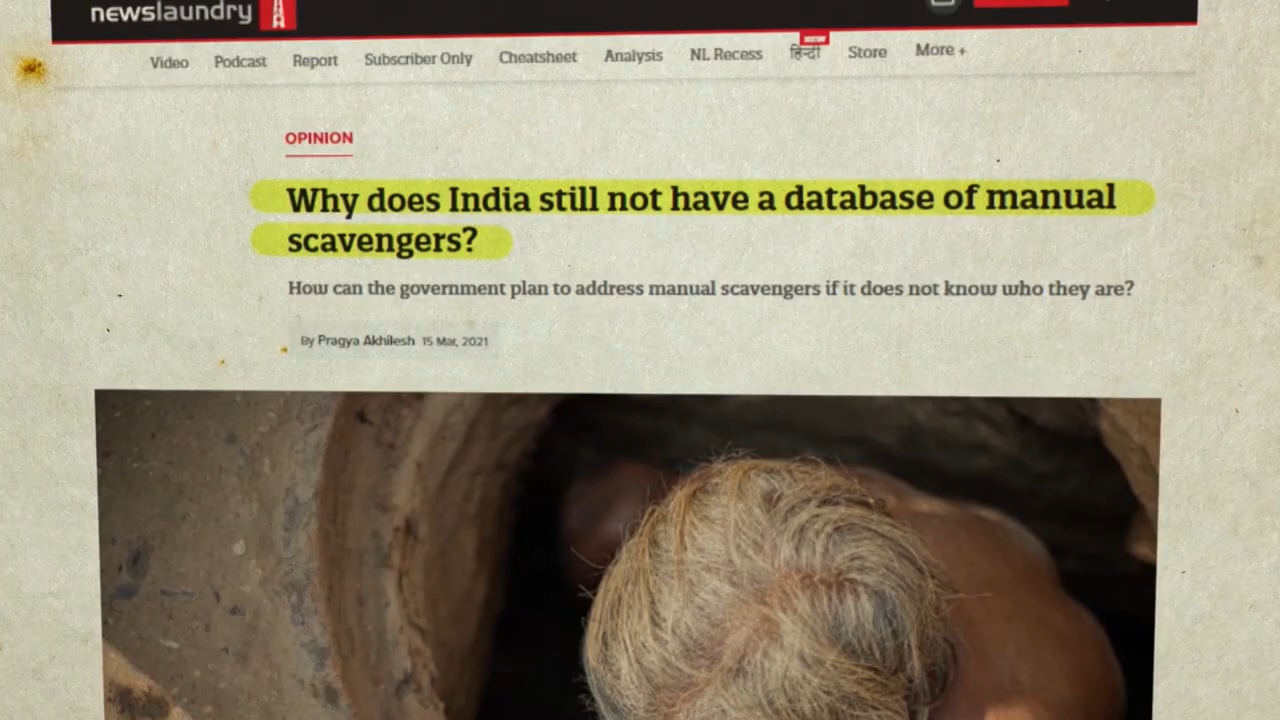 newslaundry
Video Podcast Report Subscriber Only Cheatsheet Analysis NL Recess हिन्दी NEW Store More +
OPINION
Why does India still not have a database of manual
scavengers?
How can the government plan to address manual scavengers if it does not know who they are?
By Pragya Akhilesh 15 Mar, 2021